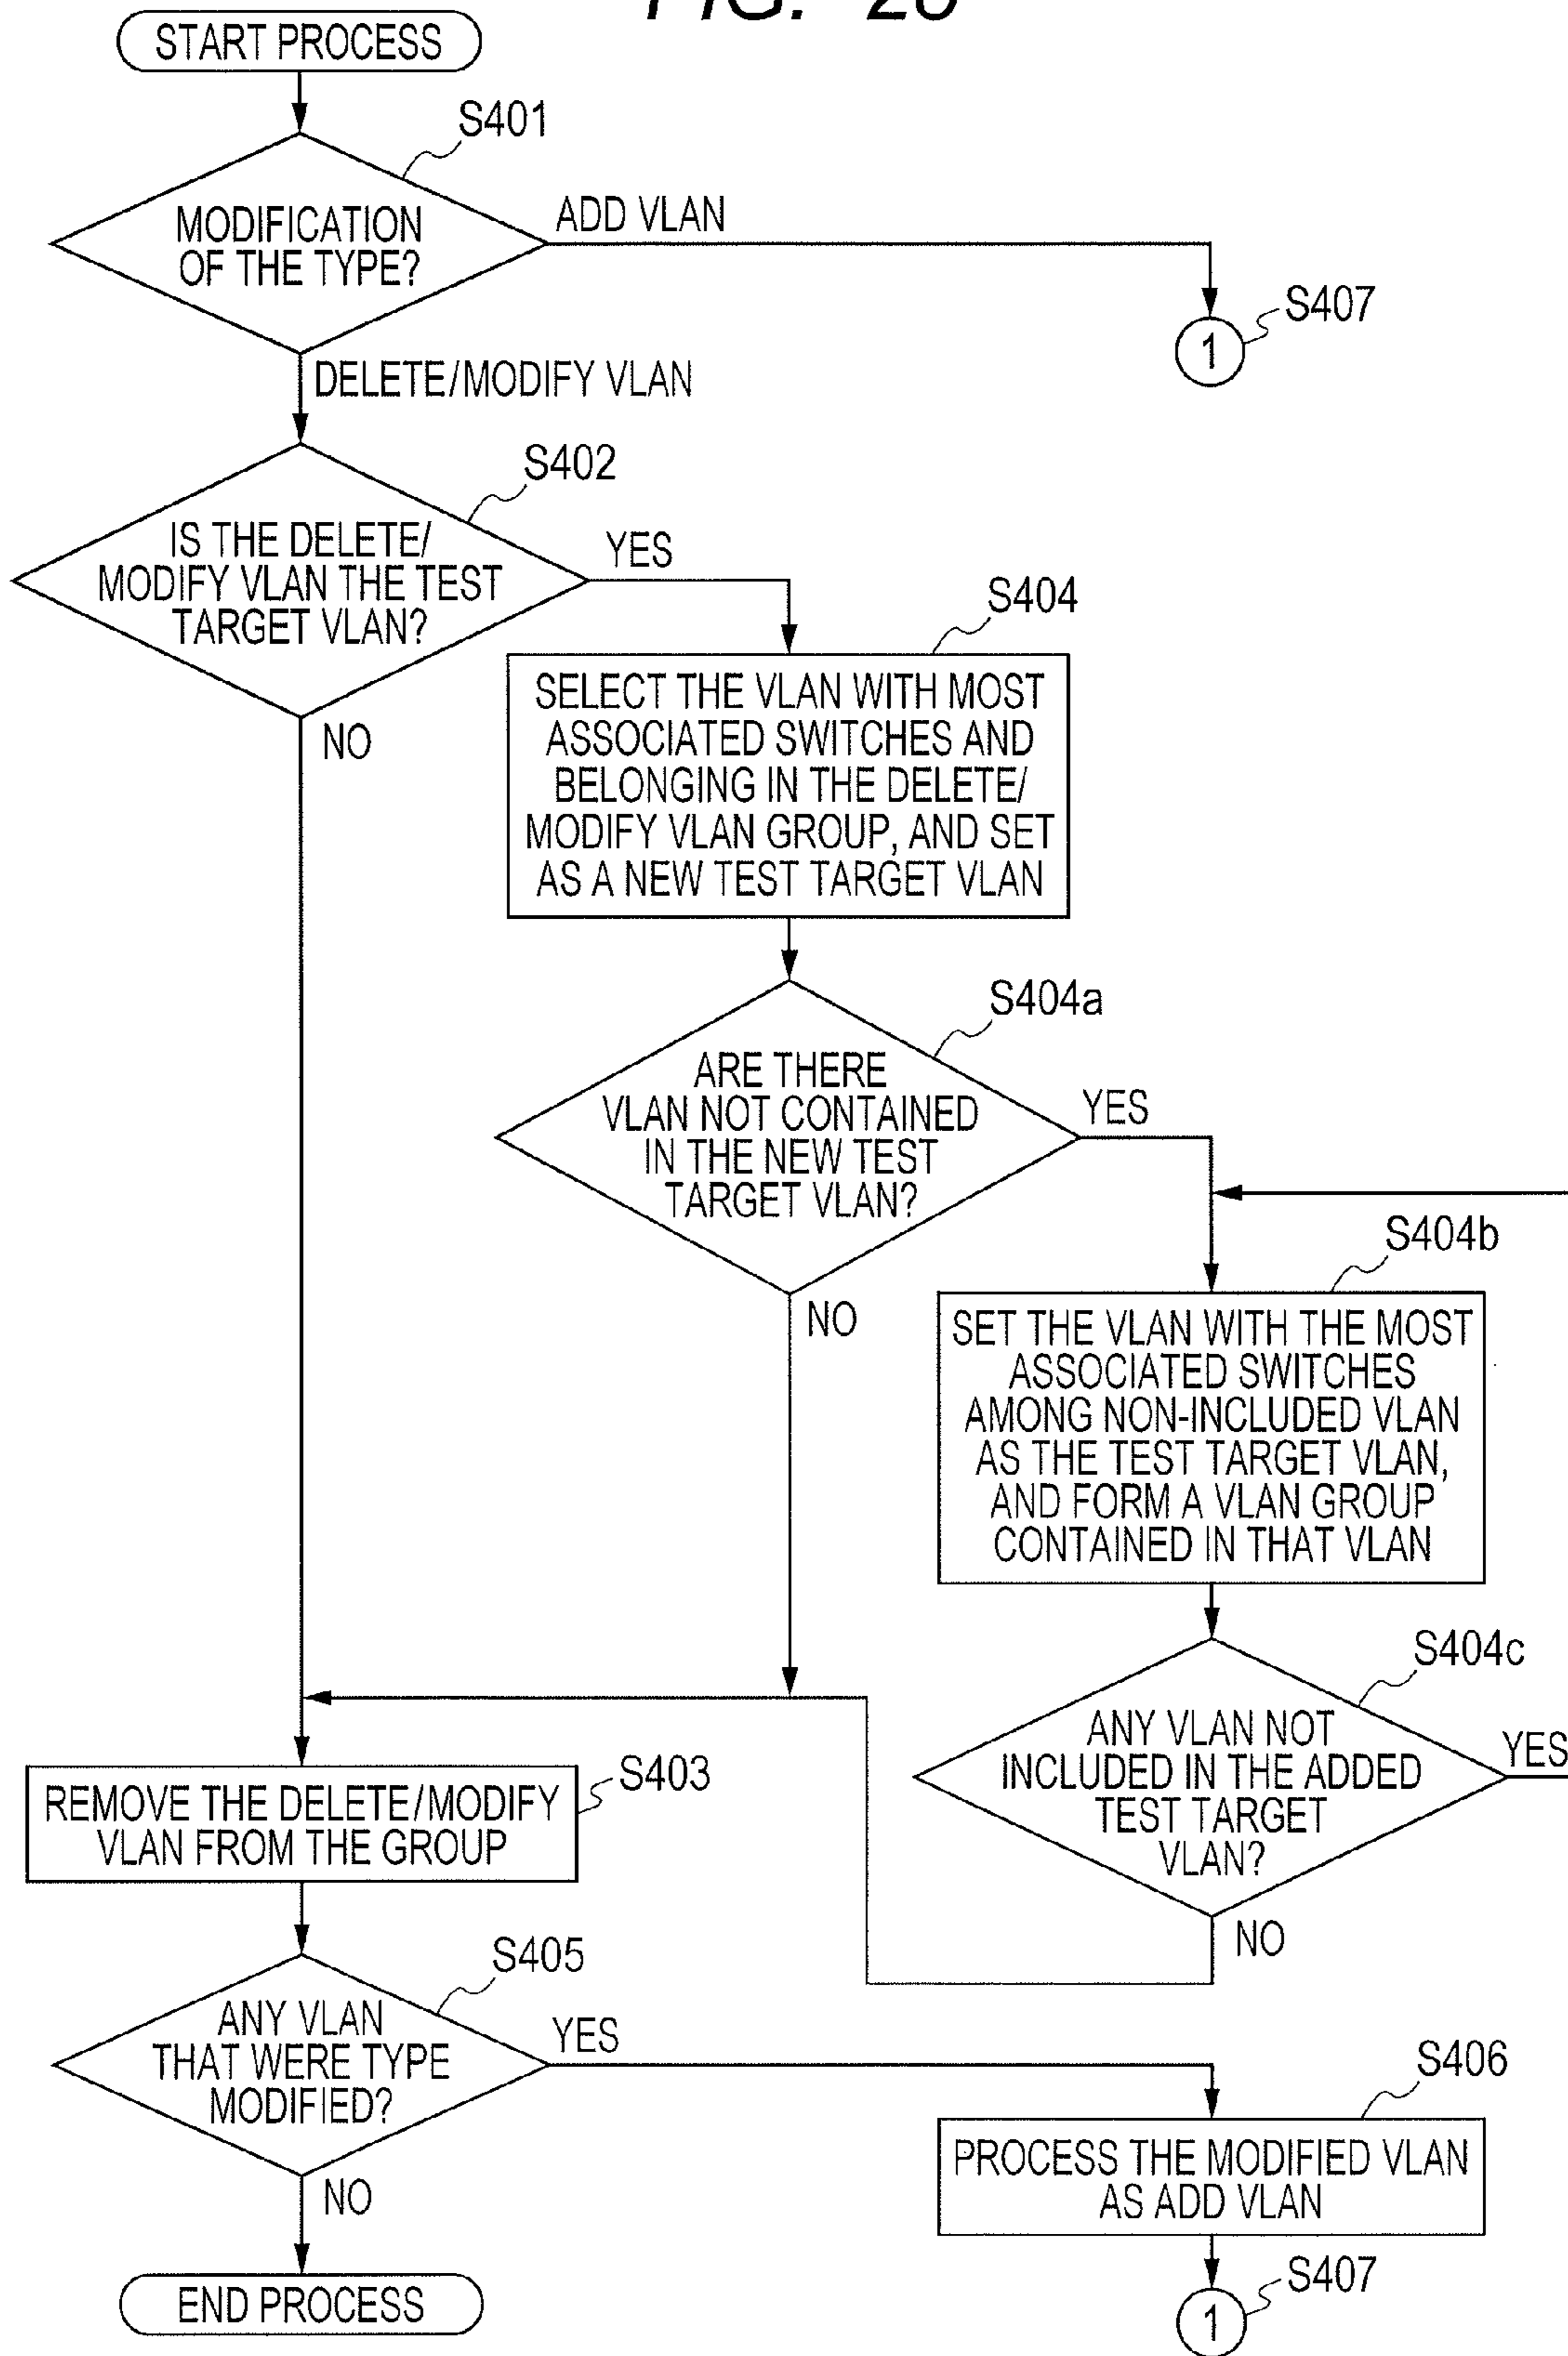 START PROCESS
S401
MODIFICATION
OF THE TYPE?
ADD VLAN
S407
1
DELETE/MODIFY VLAN
S402
IS THE DELETE/
MODIFY VLAN THE TEST
TARGET VLAN?
YES
NO
S404
SELECT THE VLAN WITH MOST
ASSOCIATED SWITCHES AND
BELONGING IN THE DELETE/
MODIFY VLAN GROUP, AND SET
AS A NEW TEST TARGET VLAN
S404a
ARE THERE
VLAN NOT CONTAINED
IN THE NEW TEST
TARGET VLAN?
YES
NO
S404b
SET THE VLAN WITH THE MOST
ASSOCIATED SWITCHES
AMONG NON-INCLUDED VLAN
AS THE TEST TARGET VLAN,
AND FORM A VLAN GROUP
CONTAINED IN THAT VLAN
S404c
ANY VLAN NOT
INCLUDED IN THE ADDED
TEST TARGET
VLAN?
YES
NO
S403
REMOVE THE DELETE/MODIFY
VLAN FROM THE GROUP
S405
ANY VLAN
THAT WERE TYPE
MODIFIED?
YES
NO
S406
PROCESS THE MODIFIED VLAN
AS ADD VLAN
S407
1
END PROCESS